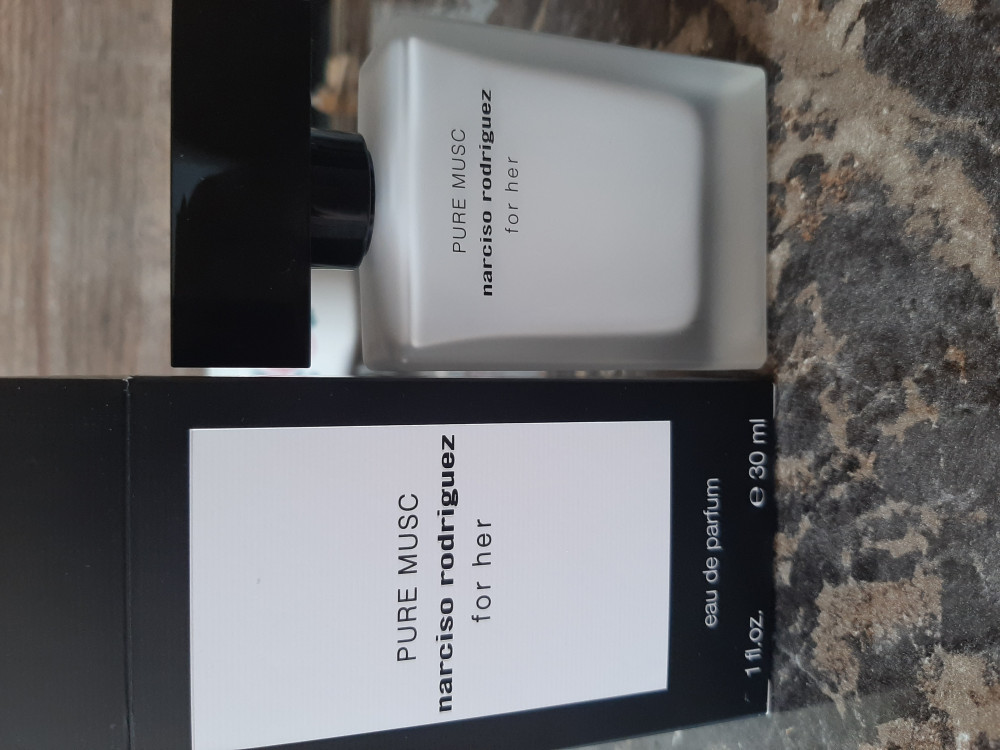 PURE MUSC
narciso rodriguez
for her
eau de parfum
1 fl.oz. ℮ 30 ml
PURE MUSC
narciso rodriguez
for her